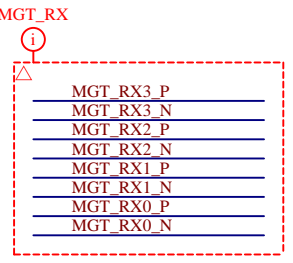 MGT_RX
i
MGT_RX3_P
MGT_RX3_N
MGT_RX2_P
MGT_RX2_N
MGT_RX1_P
MGT_RX1_N
MGT_RX0_P
MGT_RX0_N